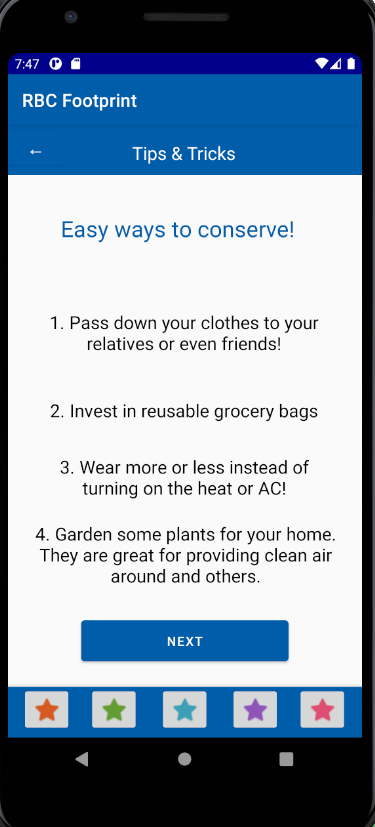 7:47
RBC Footprint
← Tips & Tricks
Easy ways to conserve!
1. Pass down your clothes to your
relatives or even friends!
2. Invest in reusable grocery bags
3. Wear more or less instead of
turning on the heat or AC!
4. Garden some plants for your home.
They are great for providing clean air
around and others.
NEXT